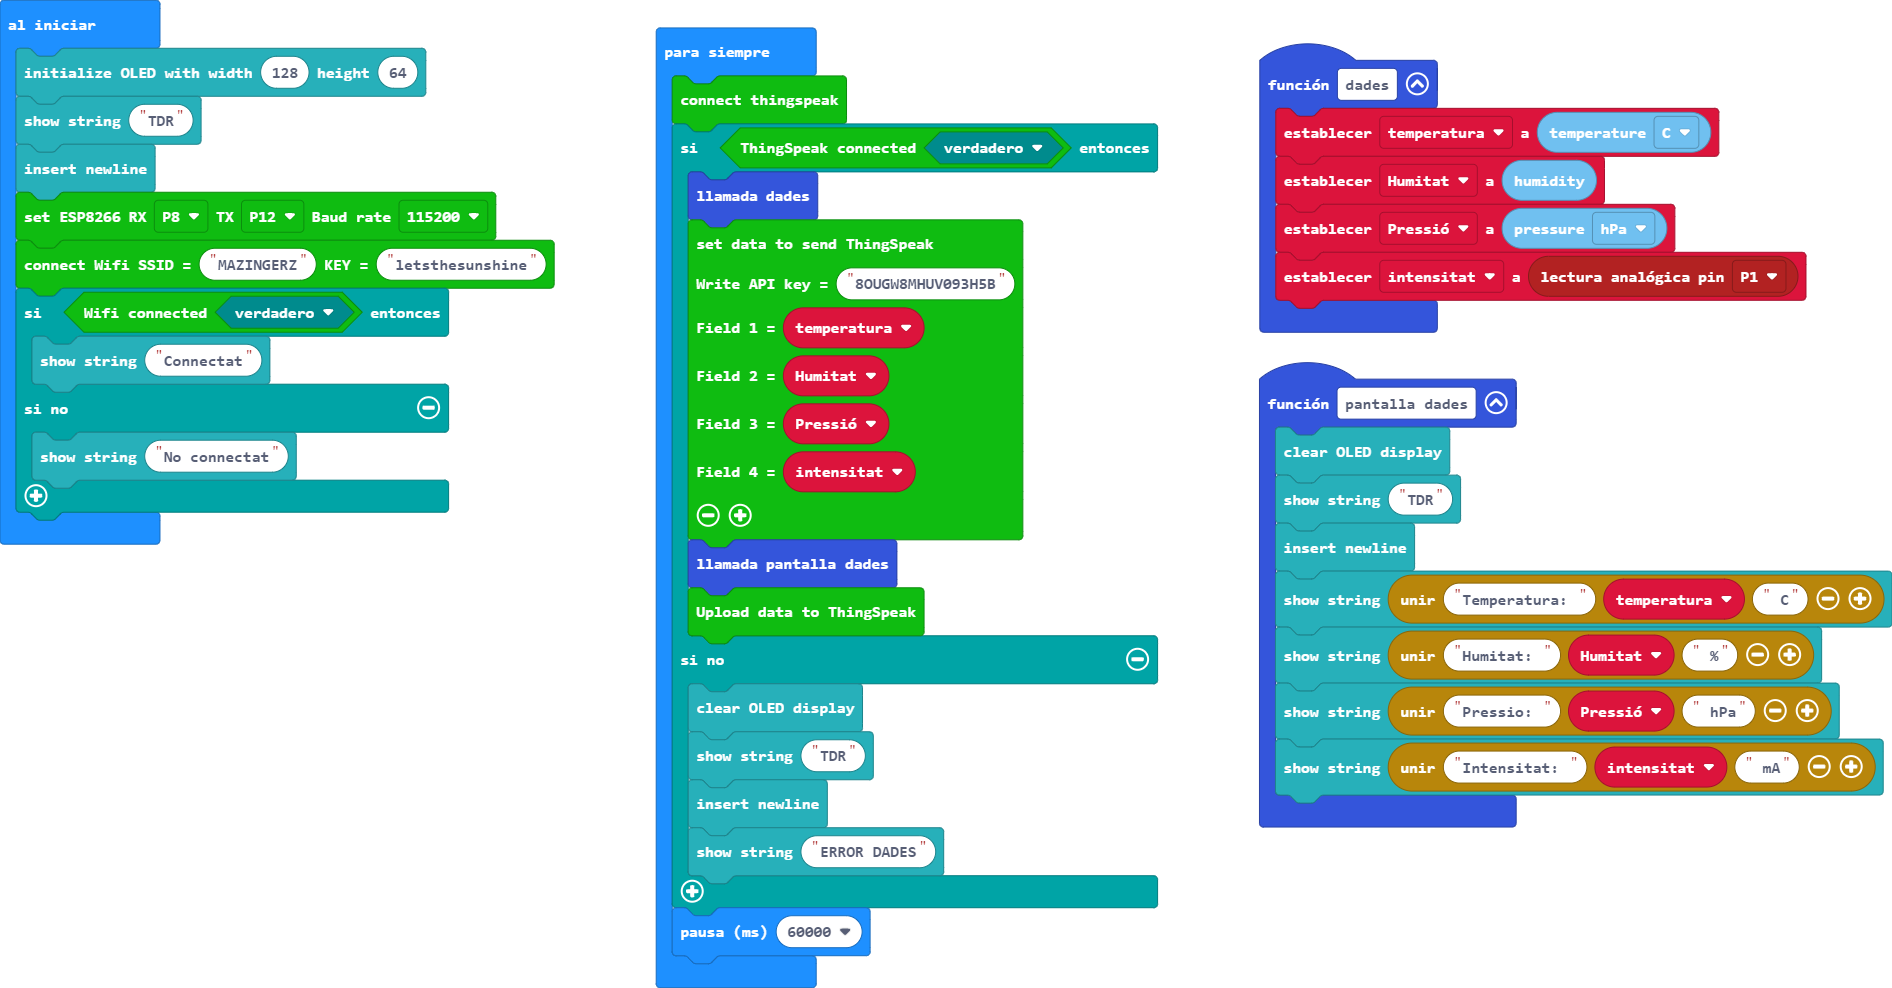 al iniciar
initialize OLED with width 128 height 64
show string "TDR"
insert newline
set ESP8266 RX P8 TX P12 Baud rate 115200
connect Wifi SSID = "MAZINGERZ" KEY = "letsthesunshine"
si Wifi connected verdadero entonces
show string "Connectat"
si no
show string "No connectat"
para siempre
connect thingspeak
si ThingSpeak connected verdadero entonces
llamada dades
set data to send ThingSpeak
Write API key = "8OUGW8MHUV093H5B"
Field 1 = temperatura
Field 2 = Humitat
Field 3 = Pressió
Field 4 = intensitat
llamada pantalla dades
Upload data to ThingSpeak
si no
clear OLED display
show string "TDR"
insert newline
show string "ERROR DADES"
pausa (ms) 60000
función dades
establecer temperatura a temperature C
establecer Humitat a humidity
establecer Pressió a pressure hPa
establecer intensitat a lectura analógica pin P1
función pantalla dades
clear OLED display
show string "TDR"
insert newline
show string unir "Temperatura: " temperatura " C"
show string unir "Humitat: " Humitat " %"
show string unir "Pressio: " Pressió " hPa"
show string unir "Intensitat: " intensitat " mA"